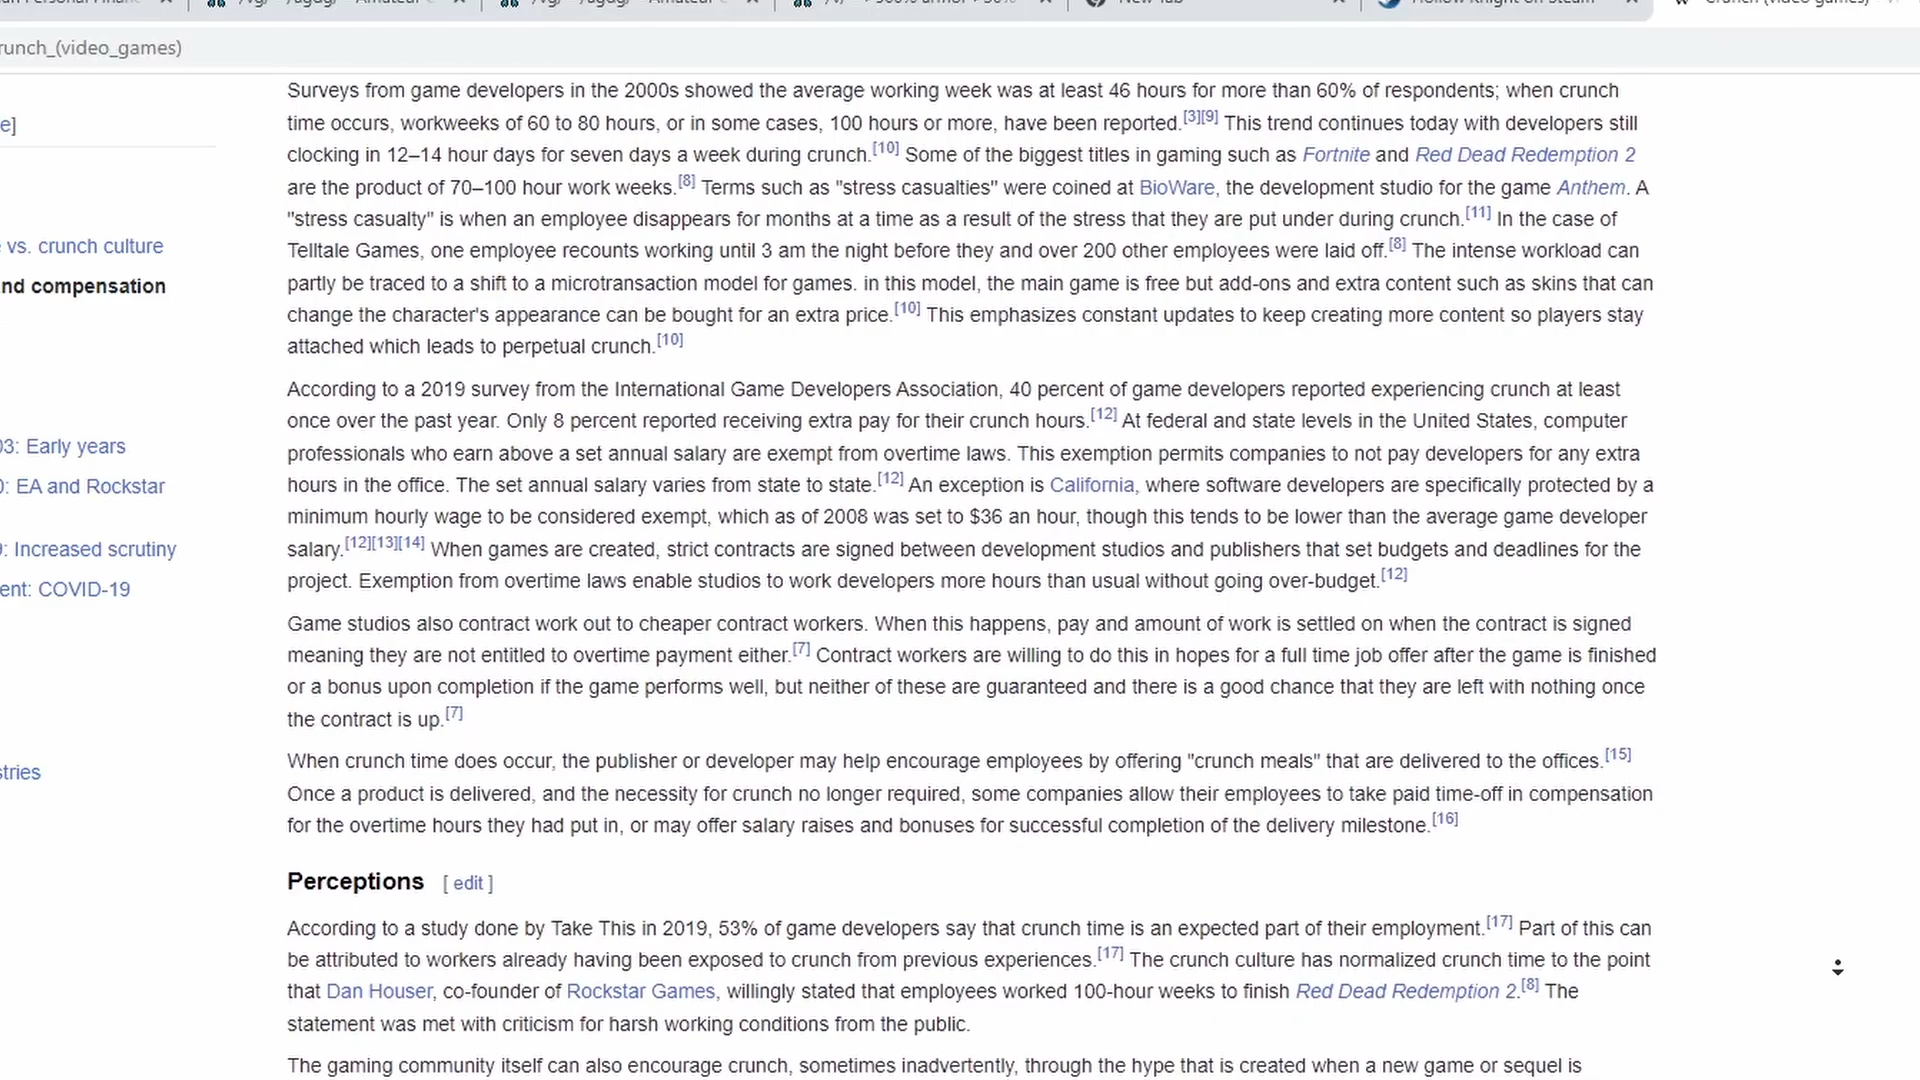 /vg/ - /agdg/ - Amateur
/vg/ - /agdg/ - Amateur
New Tab
Hollow Knight on Steam
Crunch (video games)
runch_(video_games)
e]
vs. crunch culture
nd compensation
03: Early years
0: EA and Rockstar
9: Increased scrutiny
ent: COVID-19
stries
Surveys from game developers in the 2000s showed the average working week was at least 46 hours for more than 60% of respondents; when crunch
time occurs, workweeks of 60 to 80 hours, or in some cases, 100 hours or more, have been reported.[3][9] This trend continues today with developers still
clocking in 12–14 hour days for seven days a week during crunch.[10] Some of the biggest titles in gaming such as Fortnite and Red Dead Redemption 2
are the product of 70–100 hour work weeks.[8] Terms such as "stress casualties" were coined at BioWare, the development studio for the game Anthem. A
"stress casualty" is when an employee disappears for months at a time as a result of the stress that they are put under during crunch.[11] In the case of
Telltale Games, one employee recounts working until 3 am the night before they and over 200 other employees were laid off.[8] The intense workload can
partly be traced to a shift to a microtransaction model for games. in this model, the main game is free but add-ons and extra content such as skins that can
change the character's appearance can be bought for an extra price.[10] This emphasizes constant updates to keep creating more content so players stay
attached which leads to perpetual crunch.[10]
According to a 2019 survey from the International Game Developers Association, 40 percent of game developers reported experiencing crunch at least
once over the past year. Only 8 percent reported receiving extra pay for their crunch hours.[12] At federal and state levels in the United States, computer
professionals who earn above a set annual salary are exempt from overtime laws. This exemption permits companies to not pay developers for any extra
hours in the office. The set annual salary varies from state to state.[12] An exception is California, where software developers are specifically protected by a
minimum hourly wage to be considered exempt, which as of 2008 was set to $36 an hour, though this tends to be lower than the average game developer
salary.[12][13][14] When games are created, strict contracts are signed between development studios and publishers that set budgets and deadlines for the
project. Exemption from overtime laws enable studios to work developers more hours than usual without going over-budget.[12]
Game studios also contract work out to cheaper contract workers. When this happens, pay and amount of work is settled on when the contract is signed
meaning they are not entitled to overtime payment either.[7] Contract workers are willing to do this in hopes for a full time job offer after the game is finished
or a bonus upon completion if the game performs well, but neither of these are guaranteed and there is a good chance that they are left with nothing once
the contract is up.[7]
When crunch time does occur, the publisher or developer may help encourage employees by offering "crunch meals" that are delivered to the offices.[15]
Once a product is delivered, and the necessity for crunch no longer required, some companies allow their employees to take paid time-off in compensation
for the overtime hours they had put in, or may offer salary raises and bonuses for successful completion of the delivery milestone.[16]
Perceptions [ edit ]
According to a study done by Take This in 2019, 53% of game developers say that crunch time is an expected part of their employment.[17] Part of this can
be attributed to workers already having been exposed to crunch from previous experiences.[17] The crunch culture has normalized crunch time to the point
that Dan Houser, co-founder of Rockstar Games, willingly stated that employees worked 100-hour weeks to finish Red Dead Redemption 2.[8] The
statement was met with criticism for harsh working conditions from the public.
The gaming community itself can also encourage crunch, sometimes inadvertently, through the hype that is created when a new game or sequel is